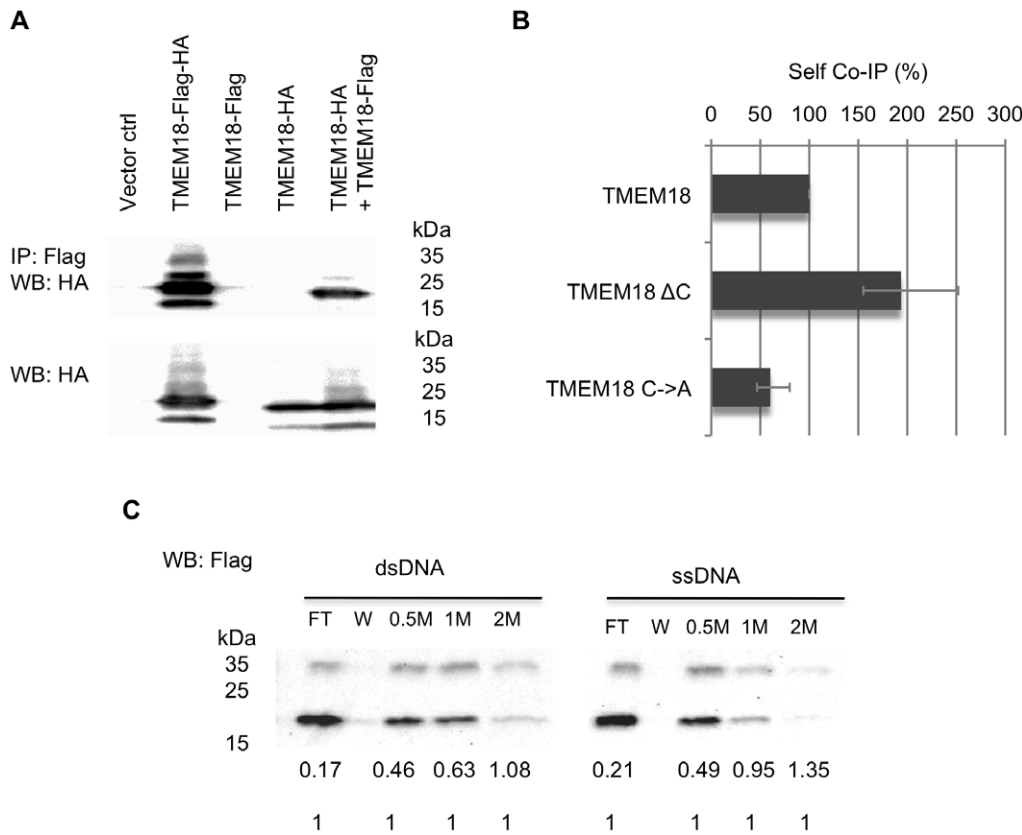 A
Vector ctrl
TMEM18-Flag-HA
TMEM18-Flag
TMEM18-HA
TMEM18-HA
+ TMEM18-Flag
IP: Flag
WB: HA
kDa
35
25
15
WB: HA
kDa
35
25
15
B
Self Co-IP (%)
0 50 100 150 200 250 300
TMEM18
TMEM18 ΔC
TMEM18 C->A
C
WB: Flag
dsDNA
FT W 0.5M 1M 2M
ssDNA
FT W 0.5M 1M 2M
kDa
35
25
15
0.17 0.46 0.63 1.08 0.21 0.49 0.95 1.35
1 1 1 1 1 1 1 1